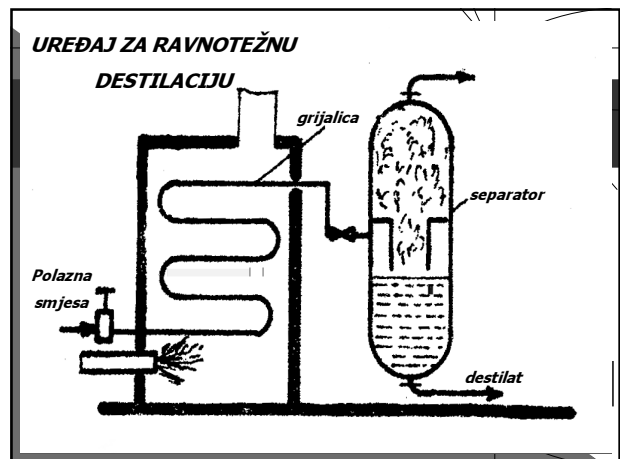 UREĐAJ ZA RAVNOTEŽNU
DESTILACIJU
grijalica
separator
Polazna
smjesa
destilat